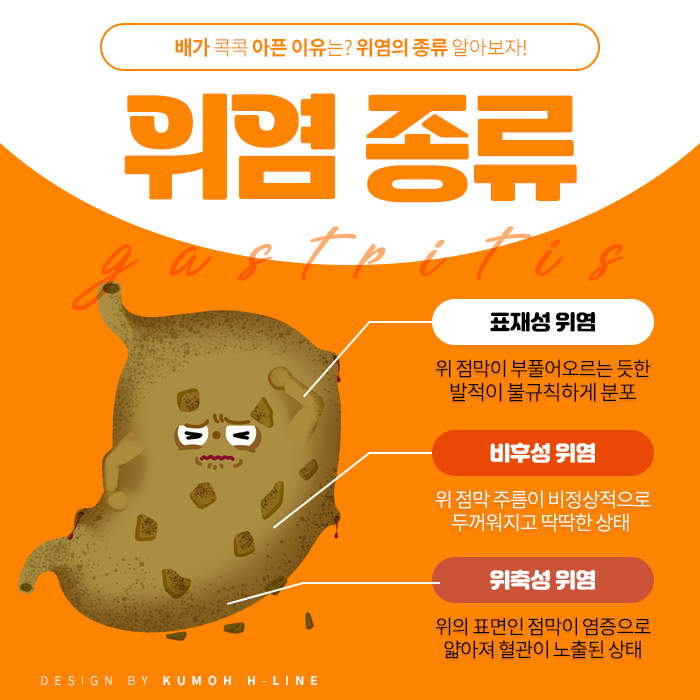 배가 콕콕 아픈 이유는? 위염의 종류 알아보자!
위염 종류
gastritis
표재성 위염
위 점막이 부풀어오르는 듯한
발적이 불규칙하게 분포
비후성 위염
위 점막 주름이 비정상적으로
두꺼워지고 딱딱한 상태
위축성 위염
위의 표면인 점막이 염증으로
얇아져 혈관이 노출된 상태
DESIGN BY KUMOH H-LINE